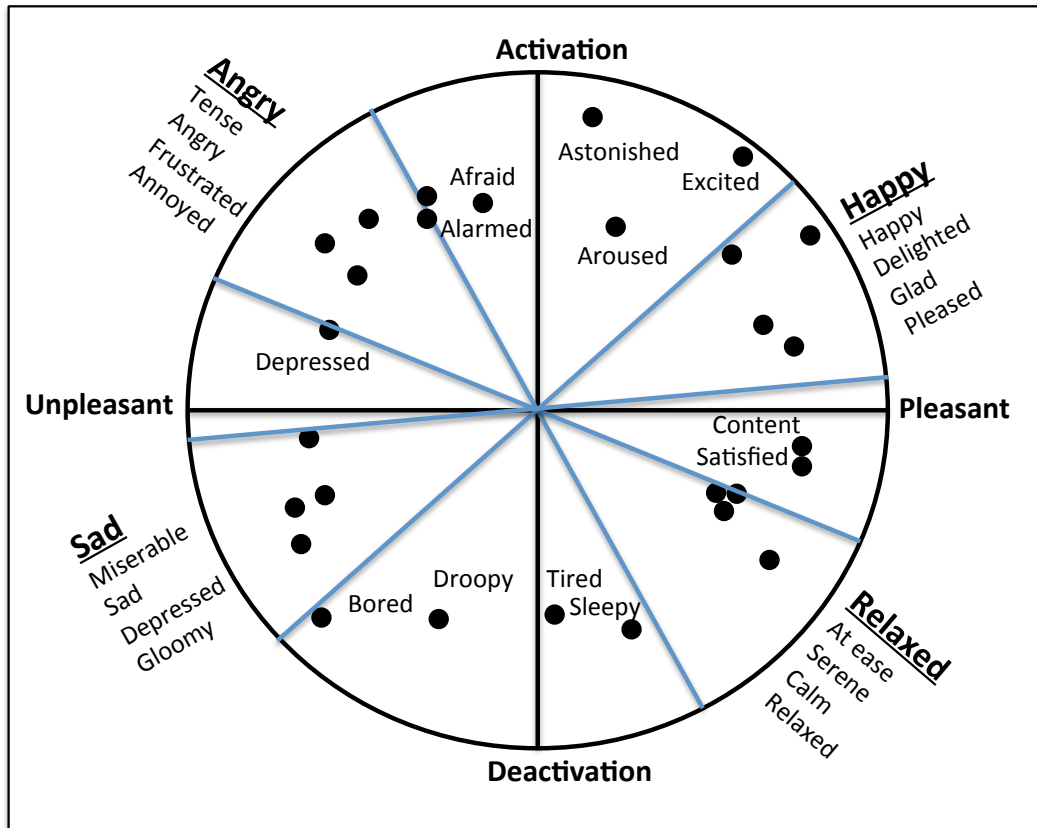 Activation
Angry
Tense
Angry
Frustrated
Annoyed
Afraid
Alarmed
Astonished
Excited
Aroused
Happy
Happy
Delighted
Glad
Pleased
Depressed
Unpleasant
Pleasant
Content
Satisfied
Sad
Miserable
Sad
Depressed
Gloomy
Bored
Droopy
Tired
Sleepy
Relaxed
At ease
Serene
Calm
Relaxed
Deactivation